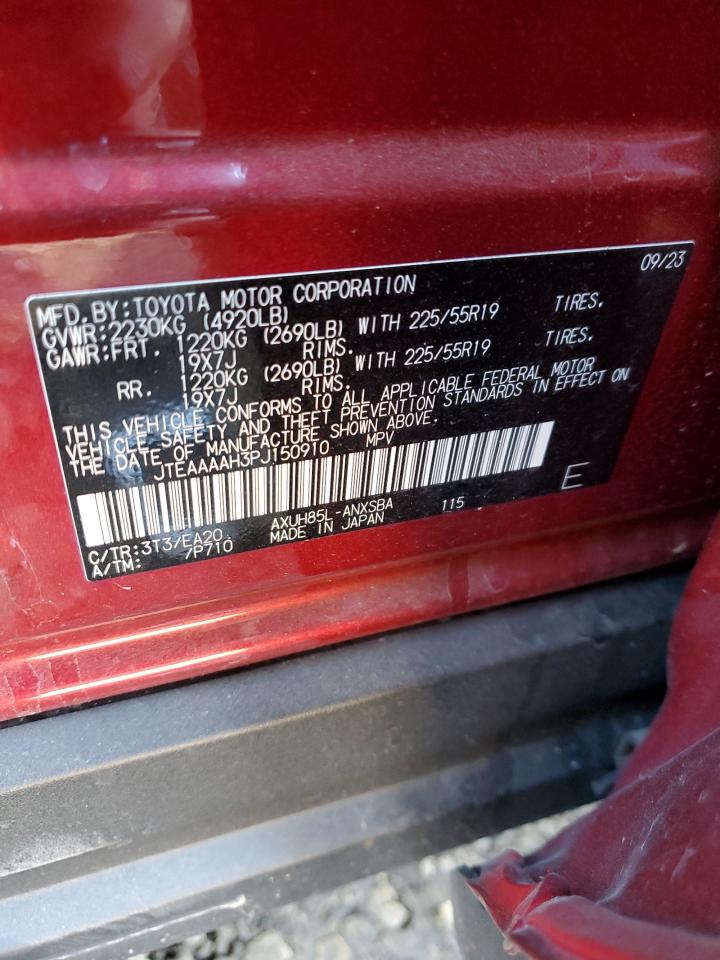 MFD. BY: TOYOTA MOTOR CORPORATION 09/23
GVWR: 2230KG (4920LB)
GAWR: FRT. 1220KG (2690LB) WITH 225/55R19 TIRES.
19X7J RIMS.
RR. 1220KG (2690LB) WITH 225/55R19 TIRES.
19X7J RIMS.
THIS VEHICLE CONFORMS TO ALL APPLICABLE FEDERAL MOTOR
VEHICLE SAFETY AND THEFT PREVENTION STANDARDS IN EFFECT ON
THE DATE OF MANUFACTURE SHOWN ABOVE.
JTEAAAAH3PJ150910 MPV
E
C/TR: 3T3/EA20 AXUH85L-ANXSBA 115
A/TM: /P710 MADE IN JAPAN